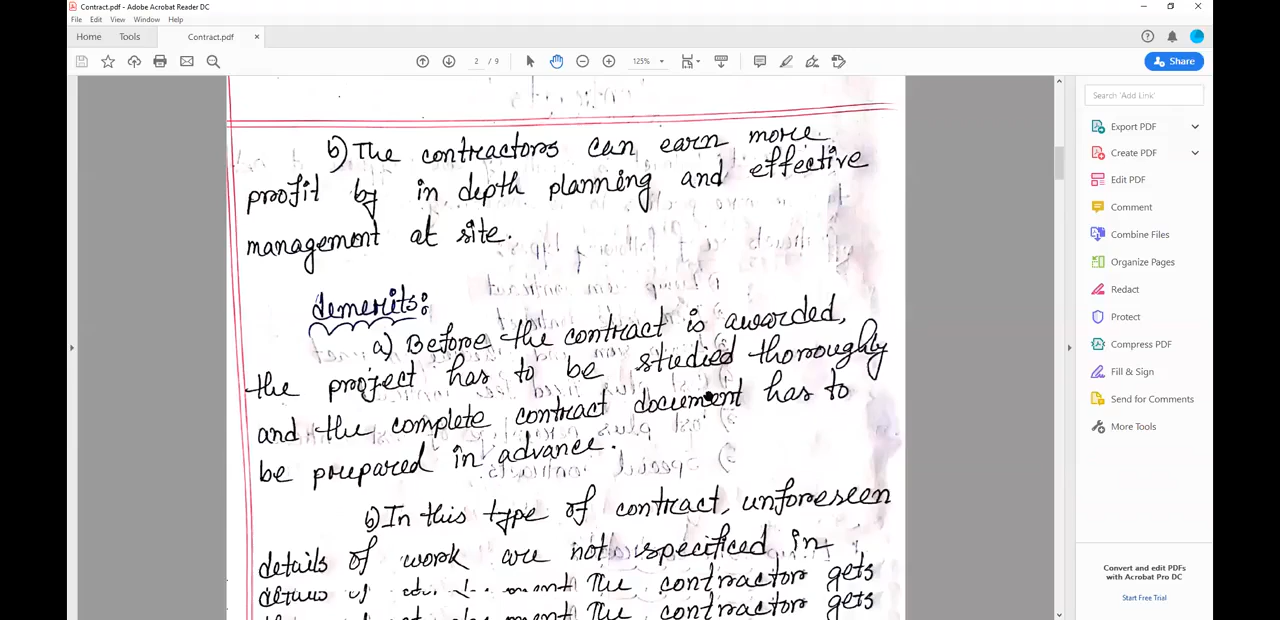 Contract.pdf - Adobe Acrobat Reader DC
File Edit View Window Help
Home Tools Contract.pdf ×
2 / 9 125% Share
Search 'Add Link'
Export PDF
Create PDF
Edit PDF
Comment
Combine Files
Organize Pages
Redact
Protect
Compress PDF
Fill & Sign
Send for Comments
More Tools
Convert and edit PDFs
with Acrobat Pro DC
Start Free Trial
b) The contractors can earn more
profit by in depth planning and effective
management at site.
demerits:
a) Before the contract is awarded,
the project has to be studied thoroughly
and the complete contract document has to
be prepared in advance.
b) In this type of contract, unforeseen
details of work are not specificed in
The contractor gets
The contractor gets